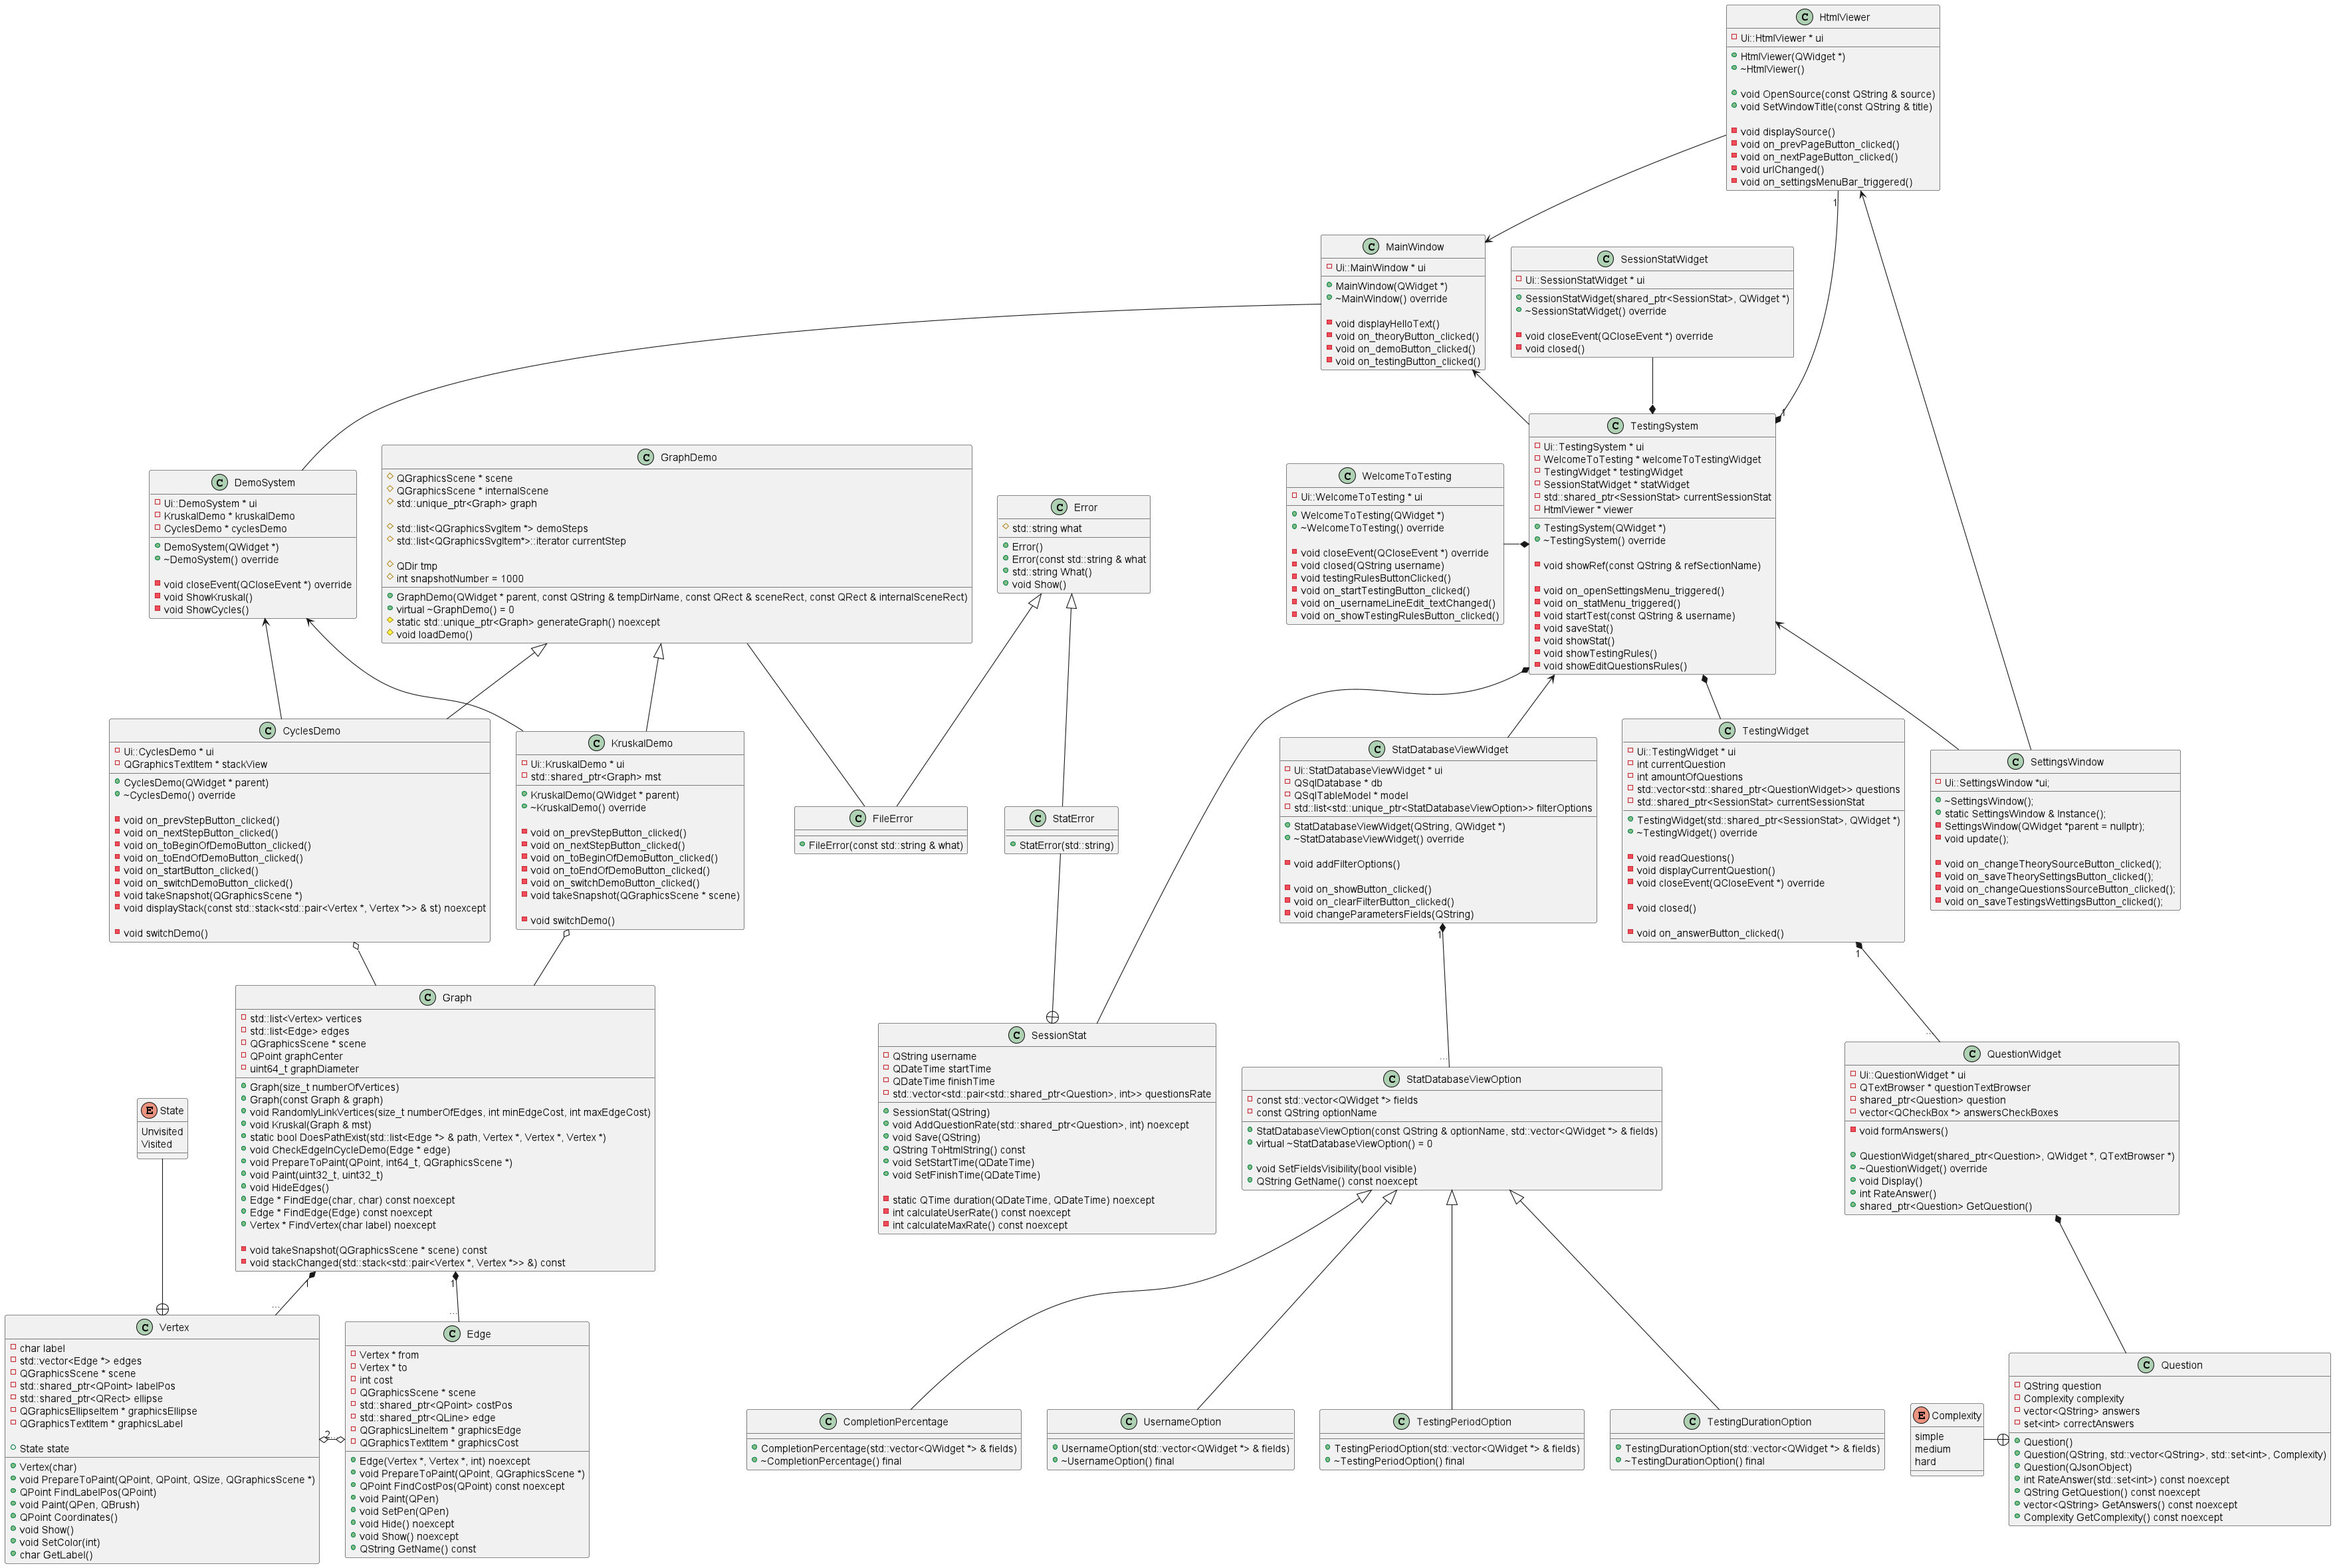 C HtmlViewer
Ui::HtmlViewer * ui
HtmlViewer(QWidget *)
~HtmlViewer()
void OpenSource(const QString & source)
void SetWindowTitle(const QString & title)
void displaySource()
void on_prevPageButton_clicked()
void on_nextPageButton_clicked()
void urlChanged()
void on_settingsMenuBar_triggered()
1
1
C MainWindow
Ui::MainWindow * ui
MainWindow(QWidget *)
~MainWindow() override
void displayHelloText()
void on_theoryButton_clicked()
void on_demoButton_clicked()
void on_testingButton_clicked()
C SessionStatWidget
Ui::SessionStatWidget * ui
SessionStatWidget(shared_ptr<SessionStat>, QWidget *)
~SessionStatWidget() override
void closeEvent(QCloseEvent *) override
void closed()
C DemoSystem
Ui::DemoSystem * ui
KruskalDemo * kruskalDemo
CyclesDemo * cyclesDemo
DemoSystem(QWidget *)
~DemoSystem() override
void closeEvent(QCloseEvent *) override
void ShowKruskal()
void ShowCycles()
C GraphDemo
QGraphicsScene * scene
QGraphicsScene * internalScene
std::unique_ptr<Graph> graph
std::list<QGraphicsSvgItem *> demoSteps
std::list<QGraphicsSvgItem*>::iterator currentStep
QDir tmp
int snapshotNumber = 1000
GraphDemo(QWidget * parent, const QString & tempDirName, const QRect & sceneRect, const QRect & internalSceneRect)
virtual ~GraphDemo() = 0
static std::unique_ptr<Graph> generateGraph() noexcept
void loadDemo()
C Error
std::string what
Error()
Error(const std::string & what
std::string What()
void Show()
C WelcomeToTesting
Ui::WelcomeToTesting * ui
WelcomeToTesting(QWidget *)
~WelcomeToTesting() override
void closeEvent(QCloseEvent *) override
void closed(QString username)
void testingRulesButtonClicked()
void on_startTestingButton_clicked()
void on_usernameLineEdit_textChanged()
void on_showTestingRulesButton_clicked()
C TestingSystem
Ui::TestingSystem * ui
WelcomeToTesting * welcomeToTestingWidget
TestingWidget * testingWidget
SessionStatWidget * statWidget
std::shared_ptr<SessionStat> currentSessionStat
HtmlViewer * viewer
TestingSystem(QWidget *)
~TestingSystem() override
void showRef(const QString & refSectionName)
void on_openSettingsMenu_triggered()
void on_statMenu_triggered()
void startTest(const QString & username)
void saveStat()
void showStat()
void showTestingRules()
void showEditQuestionsRules()
C CyclesDemo
Ui::CyclesDemo * ui
QGraphicsTextItem * stackView
CyclesDemo(QWidget * parent)
~CyclesDemo() override
void on_prevStepButton_clicked()
void on_nextStepButton_clicked()
void on_toBeginOfDemoButton_clicked()
void on_toEndOfDemoButton_clicked()
void on_startButton_clicked()
void on_switchDemoButton_clicked()
void takeSnapshot(QGraphicsScene *)
void displayStack(const std::stack<std::pair<Vertex *, Vertex *>> & st) noexcept
void switchDemo()
C KruskalDemo
Ui::KruskalDemo * ui
std::shared_ptr<Graph> mst
KruskalDemo(QWidget * parent)
~KruskalDemo() override
void on_prevStepButton_clicked()
void on_nextStepButton_clicked()
void on_toBeginOfDemoButton_clicked()
void on_toEndOfDemoButton_clicked()
void on_switchDemoButton_clicked()
void takeSnapshot(QGraphicsScene * scene)
void switchDemo()
C FileError
FileError(const std::string & what)
C StatError
StatError(std::string)
C StatDatabaseViewWidget
Ui::StatDatabaseViewWidget * ui
QSqlDatabase * db
QSqlTableModel * model
std::list<std::unique_ptr<StatDatabaseViewOption>> filterOptions
StatDatabaseViewWidget(QString, QWidget *)
~StatDatabaseViewWidget() override
void addFilterOptions()
void on_showButton_clicked()
void on_clearFilterButton_clicked()
void changeParametersFields(QString)
1
...
C TestingWidget
Ui::TestingWidget * ui
int currentQuestion
int amountOfQuestions
std::vector<std::shared_ptr<QuestionWidget>> questions
std::shared_ptr<SessionStat> currentSessionStat
TestingWidget(std::shared_ptr<SessionStat>, QWidget *)
~TestingWidget() override
void readQuestions()
void displayCurrentQuestion()
void closeEvent(QCloseEvent *) override
void closed()
void on_answerButton_clicked()
1
...
C SettingsWindow
Ui::SettingsWindow *ui;
~SettingsWindow();
static SettingsWindow & Instance();
SettingsWindow(QWidget *parent = nullptr);
void update();
void on_changeTheorySourceButton_clicked();
void on_saveTheorySettingsButton_clicked();
void on_changeQuestionsSourceButton_clicked();
void on_saveTestingsWettingsButton_clicked();
C Graph
std::list<Vertex> vertices
std::list<Edge> edges
QGraphicsScene * scene
QPoint graphCenter
uint64_t graphDiameter
Graph(size_t numberOfVertices)
Graph(const Graph & graph)
void RandomlyLinkVertices(size_t numberOfEdges, int minEdgeCost, int maxEdgeCost)
void Kruskal(Graph & mst)
static bool DoesPathExist(std::list<Edge *> & path, Vertex *, Vertex *, Vertex *)
void CheckEdgeInCycleDemo(Edge * edge)
void PrepareToPaint(QPoint, int64_t, QGraphicsScene *)
void Paint(uint32_t, uint32_t)
void HideEdges()
Edge * FindEdge(char, char) const noexcept
Edge * FindEdge(Edge) const noexcept
Vertex * FindVertex(char label) noexcept
void takeSnapshot(QGraphicsScene * scene) const
void stackChanged(std::stack<std::pair<Vertex *, Vertex *>> &) const
1
...
1
...
C SessionStat
QString username
QDateTime startTime
QDateTime finishTime
std::vector<std::pair<std::shared_ptr<Question>, int>> questionsRate
SessionStat(QString)
void AddQuestionRate(std::shared_ptr<Question>, int) noexcept
void Save(QString)
QString ToHtmlString() const
void SetStartTime(QDateTime)
void SetFinishTime(QDateTime)
static QTime duration(QDateTime, QDateTime) noexcept
int calculateUserRate() const noexcept
int calculateMaxRate() const noexcept
C StatDatabaseViewOption
const std::vector<QWidget *> fields
const QString optionName
StatDatabaseViewOption(const QString & optionName, std::vector<QWidget *> & fields)
virtual ~StatDatabaseViewOption() = 0
void SetFieldsVisibility(bool visible)
QString GetName() const noexcept
C QuestionWidget
Ui::QuestionWidget * ui
QTextBrowser * questionTextBrowser
shared_ptr<Question> question
vector<QCheckBox *> answersCheckBoxes
void formAnswers()
QuestionWidget(shared_ptr<Question>, QWidget *, QTextBrowser *)
~QuestionWidget() override
void Display()
int RateAnswer()
shared_ptr<Question> GetQuestion()
E State
Unvisited
Visited
C Vertex
char label
std::vector<Edge *> edges
QGraphicsScene * scene
std::shared_ptr<QPoint> labelPos
std::shared_ptr<QRect> ellipse
QGraphicsEllipseItem * graphicsEllipse
QGraphicsTextItem * graphicsLabel
State state
Vertex(char)
void PrepareToPaint(QPoint, QPoint, QSize, QGraphicsScene *)
QPoint FindLabelPos(QPoint)
void Paint(QPen, QBrush)
QPoint Coordinates()
void Show()
void SetColor(int)
char GetLabel()
2
...
C Edge
Vertex * from
Vertex * to
int cost
QGraphicsScene * scene
std::shared_ptr<QPoint> costPos
std::shared_ptr<QLine> edge
QGraphicsLineItem * graphicsEdge
QGraphicsTextItem * graphicsCost
Edge(Vertex *, Vertex *, int) noexcept
void PrepareToPaint(QPoint, QGraphicsScene *)
QPoint FindCostPos(QPoint) const noexcept
void Paint(QPen)
void SetPen(QPen)
void Hide() noexcept
void Show() noexcept
QString GetName() const
C CompletionPercentage
CompletionPercentage(std::vector<QWidget *> & fields)
~CompletionPercentage() final
C UsernameOption
UsernameOption(std::vector<QWidget *> & fields)
~UsernameOption() final
C TestingPeriodOption
TestingPeriodOption(std::vector<QWidget *> & fields)
~TestingPeriodOption() final
C TestingDurationOption
TestingDurationOption(std::vector<QWidget *> & fields)
~TestingDurationOption() final
E Complexity
simple
medium
hard
C Question
QString question
Complexity complexity
vector<QString> answers
set<int> correctAnswers
Question()
Question(QString, std::vector<QString>, std::set<int>, Complexity)
Question(QJsonObject)
int RateAnswer(std::set<int>) const noexcept
QString GetQuestion() const noexcept
vector<QString> GetAnswers() const noexcept
Complexity GetComplexity() const noexcept